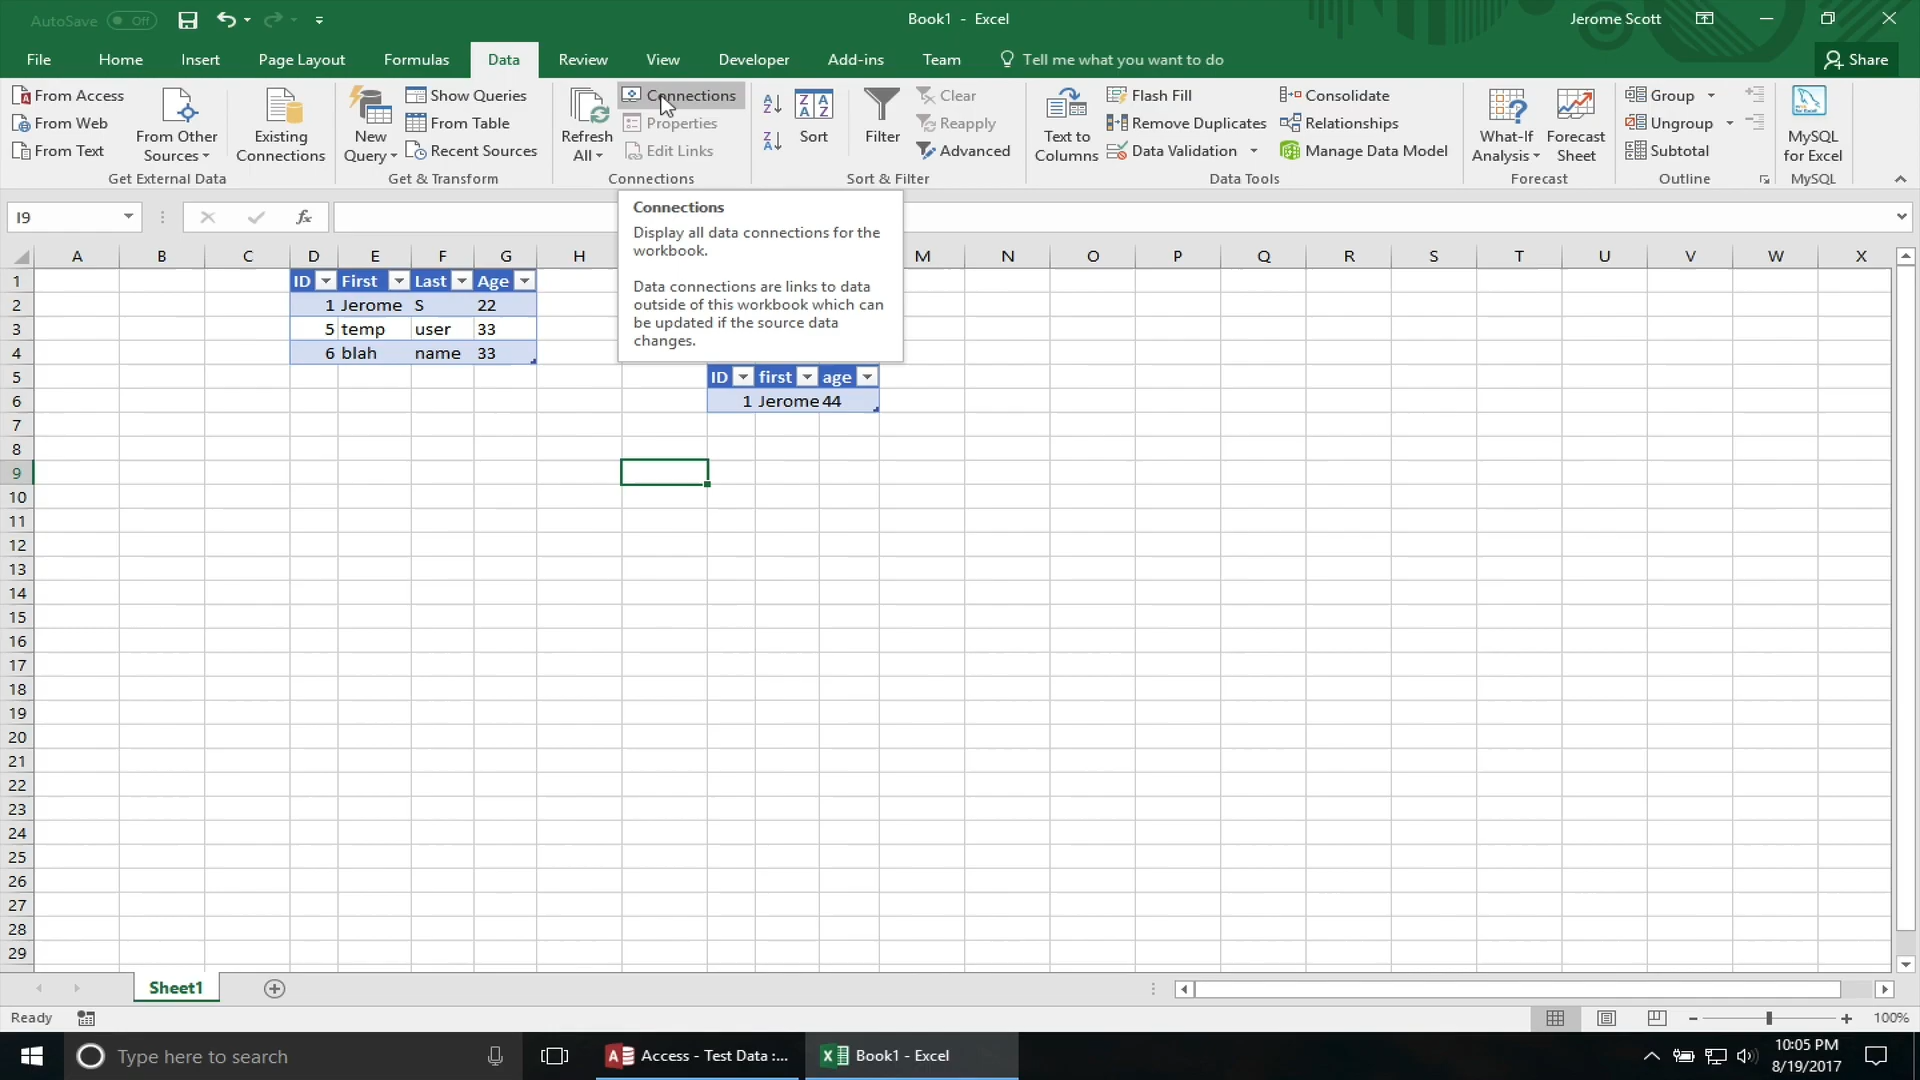 AutoSave Off
Book1 - Excel
Jerome Scott
File Home Insert Page Layout Formulas Data Review View Developer Add-ins Team Tell me what you want to do
Share
From Access
From Web
From Text
From Other
Sources
Existing
Connections
Get External Data
New
Query
Show Queries
From Table
Recent Sources
Get & Transform
Refresh
All
Connections
Properties
Edit Links
Connections
Sort
Filter
Clear
Reapply
Advanced
Sort & Filter
Text to
Columns
Flash Fill
Remove Duplicates
Data Validation
Consolidate
Relationships
Manage Data Model
Data Tools
What-If
Analysis
Forecast
Sheet
Forecast
Group
Ungroup
Subtotal
Outline
MySQL
for Excel
MySQL
I9
fx
Connections
Display all data connections for the
workbook.
Data connections are links to data
outside of this workbook which can
be updated if the source data
changes.
A B C D E F G H M N O P Q R S T U V W X
1 ID First Last Age
2 1 Jerome S 22
3 5 temp user 33
4 6 blah name 33
5 ID first age
6 1 Jerome 44
7
8
9
10
11
12
13
14
15
16
17
18
19
20
21
22
23
24
25
26
27
28
29
Sheet1
Ready
100%
Type here to search
Access - Test Data :...
Book1 - Excel
10:05 PM
8/19/2017